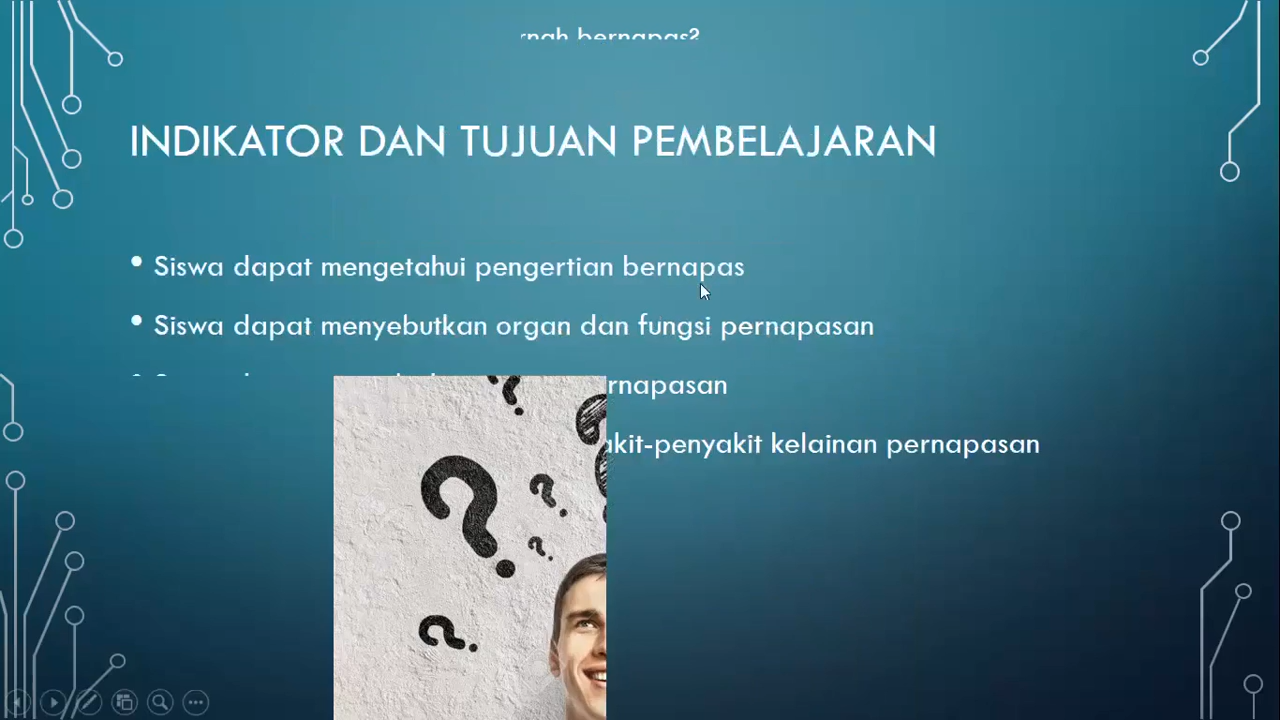 bernapas?
INDIKATOR DAN TUJUAN PEMBELAJARAN
• Siswa dapat mengetahui pengertian bernapas
• Siswa dapat menyebutkan organ dan fungsi pernapasan
rnapasan
akit-penyakit kelainan pernapasan